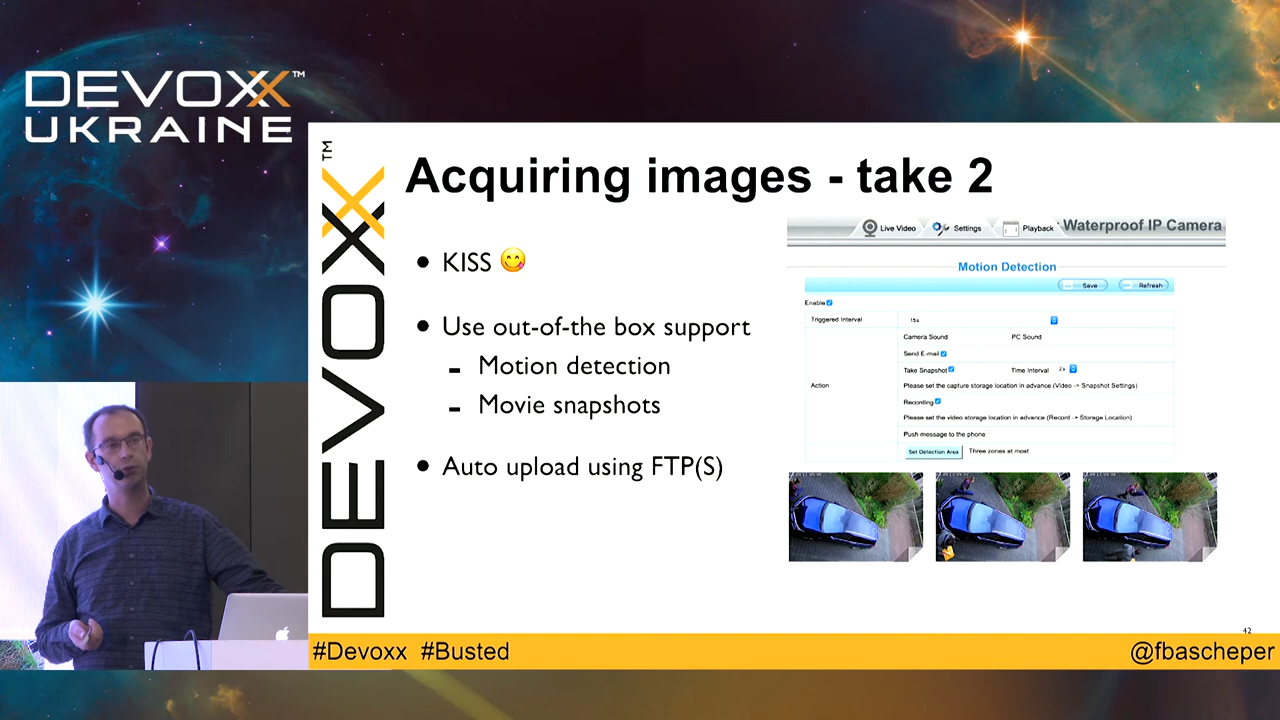 DEVOXX™
UKRAINE
DEVOXX™
Acquiring images - take 2
• KISS 😋
• Use out-of-the box support
- Motion detection
- Movie snapshots
• Auto upload using FTP(S)
Live Video Settings Playback Waterproof IP Camera
Motion Detection
Save Refresh
Enable
Triggered Interval 15s
Camera Sound PC Sound
Send E-mail
Take Snapshot Time Interval
Action
Please set the capture storage location in advance (Video -> Snapshot Settings)
Recording
Please set the video storage location in advance (Record -> Storage Location)
Push message to the phone
Set Detection Area Three zones at most
42
#Devoxx #Busted
@fbascheper